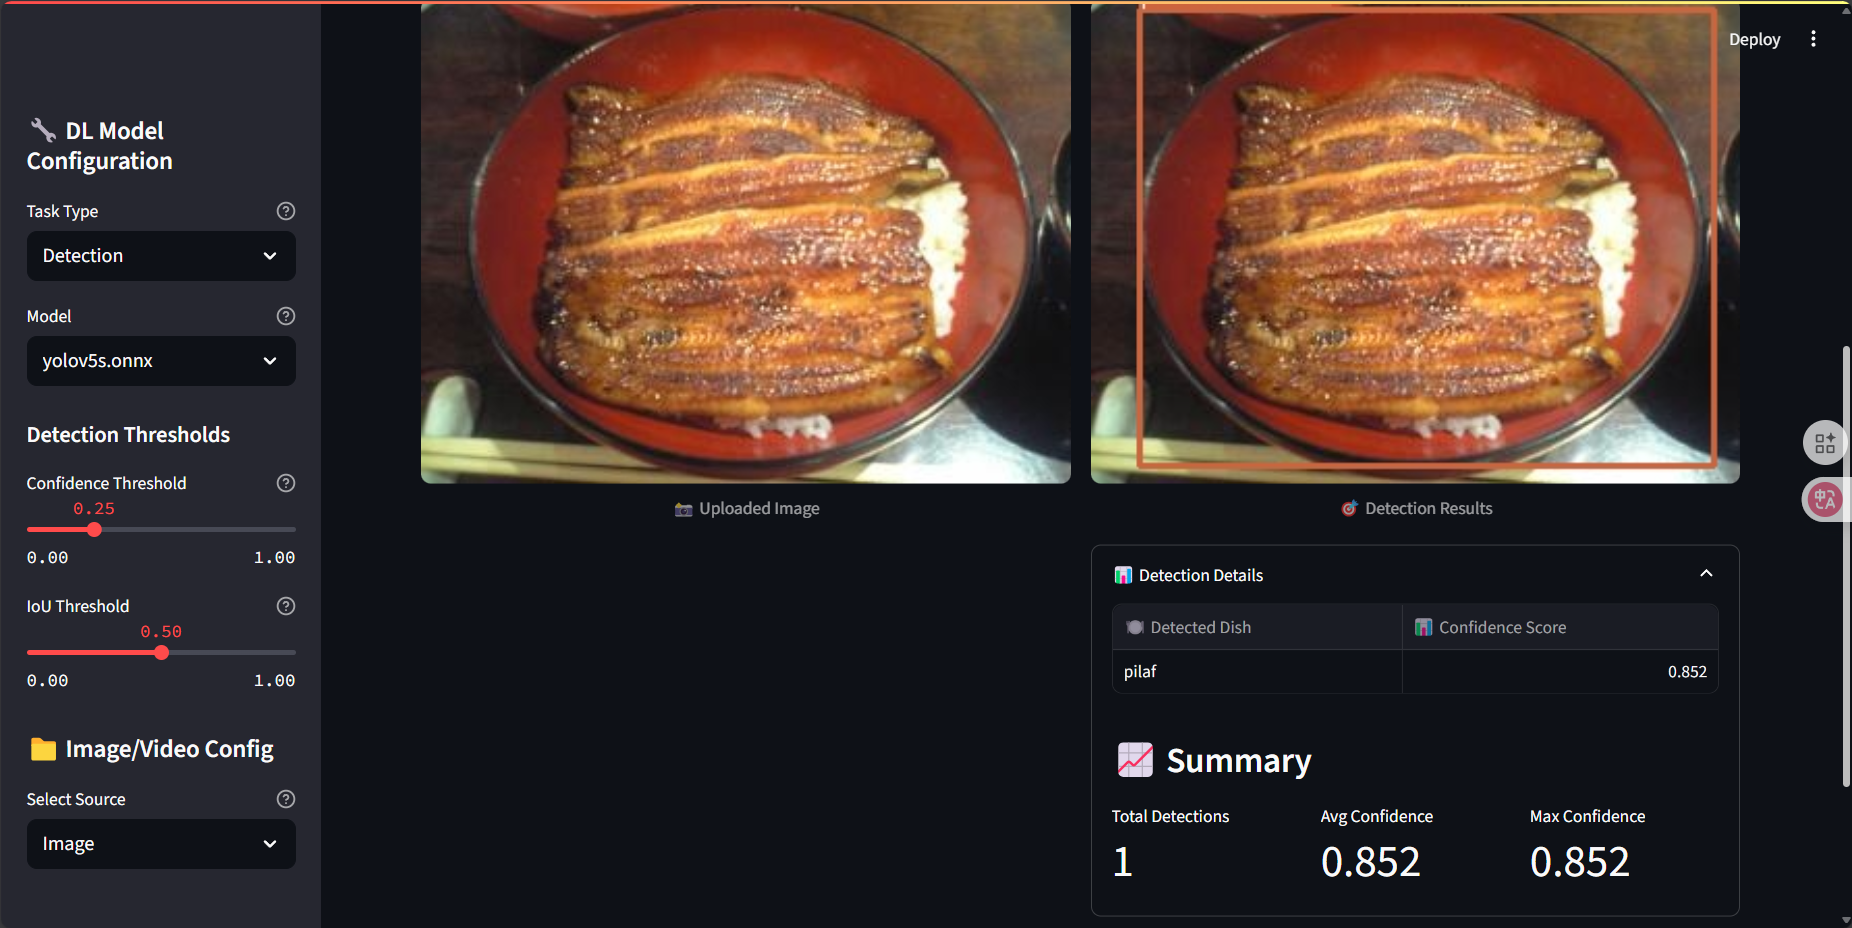 Deploy
DL Model
Configuration
Task Type
Detection
Model
yolov5s.onnx
Detection Thresholds
Confidence Threshold
0.25
0.00 1.00
IoU Threshold
0.50
0.00 1.00
Image/Video Config
Select Source
Image
Uploaded Image
Detection Results
Detection Details
Detected Dish Confidence Score
pilaf 0.852
Summary
Total Detections Avg Confidence Max Confidence
1 0.852 0.852
中A